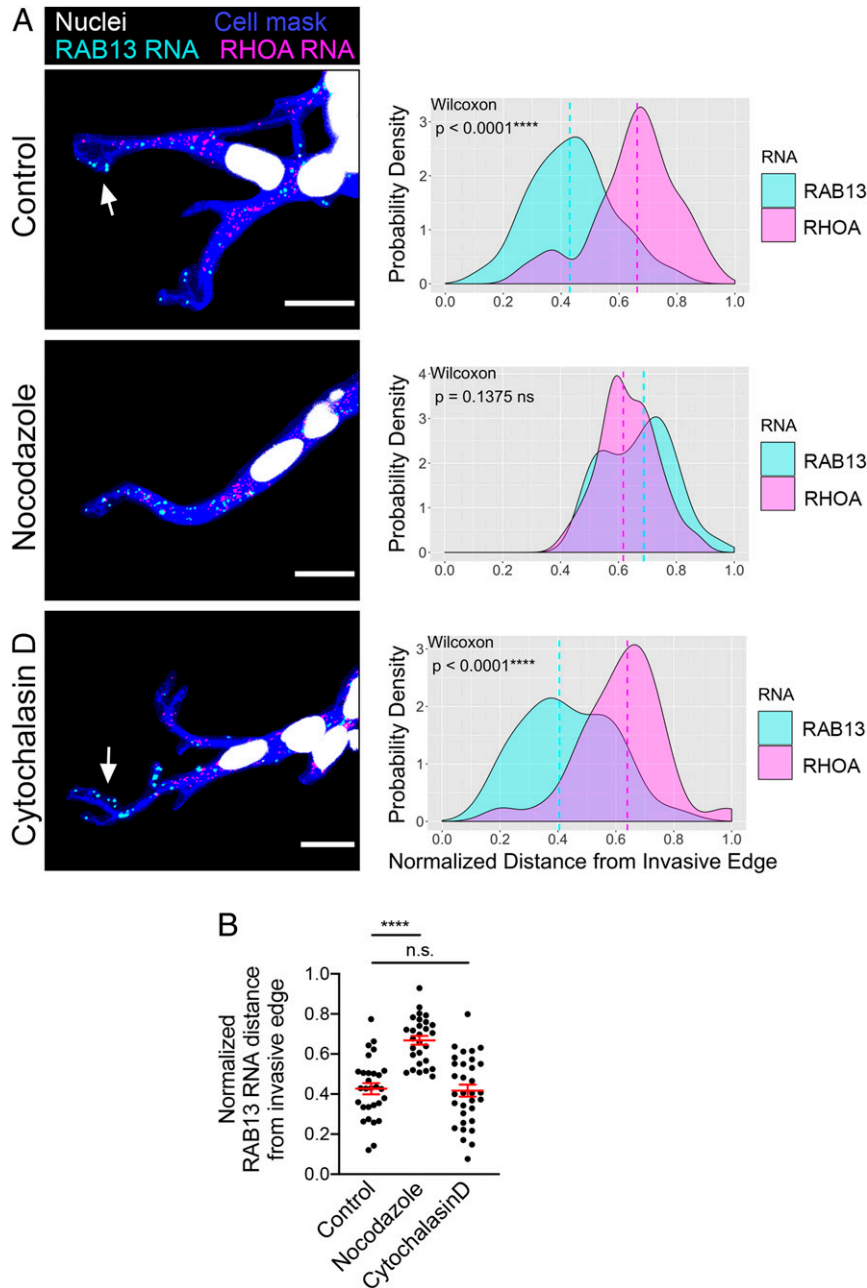 A
Nuclei Cell mask
RAB13 RNA RHOA RNA
Control
Wilcoxon
p < 0.0001****
Probability Density
3
2
1
0
0.0 0.2 0.4 0.6 0.8 1.0
RNA
RAB13
RHOA
Nocodazole
Wilcoxon
p = 0.1375 ns
Probability Density
4
3
2
1
0
0.0 0.2 0.4 0.6 0.8 1.0
RNA
RAB13
RHOA
Cytochalasin D
Wilcoxon
p < 0.0001****
Probability Density
3
2
1
0
0.0 0.2 0.4 0.6 0.8 1.0
Normalized Distance from Invasive Edge
RNA
RAB13
RHOA
B
****
n.s.
Normalized
RAB13 RNA distance
from invasive edge
1.0
0.8
0.6
0.4
0.2
0.0
Control
Nocodazole
CytochalasinD